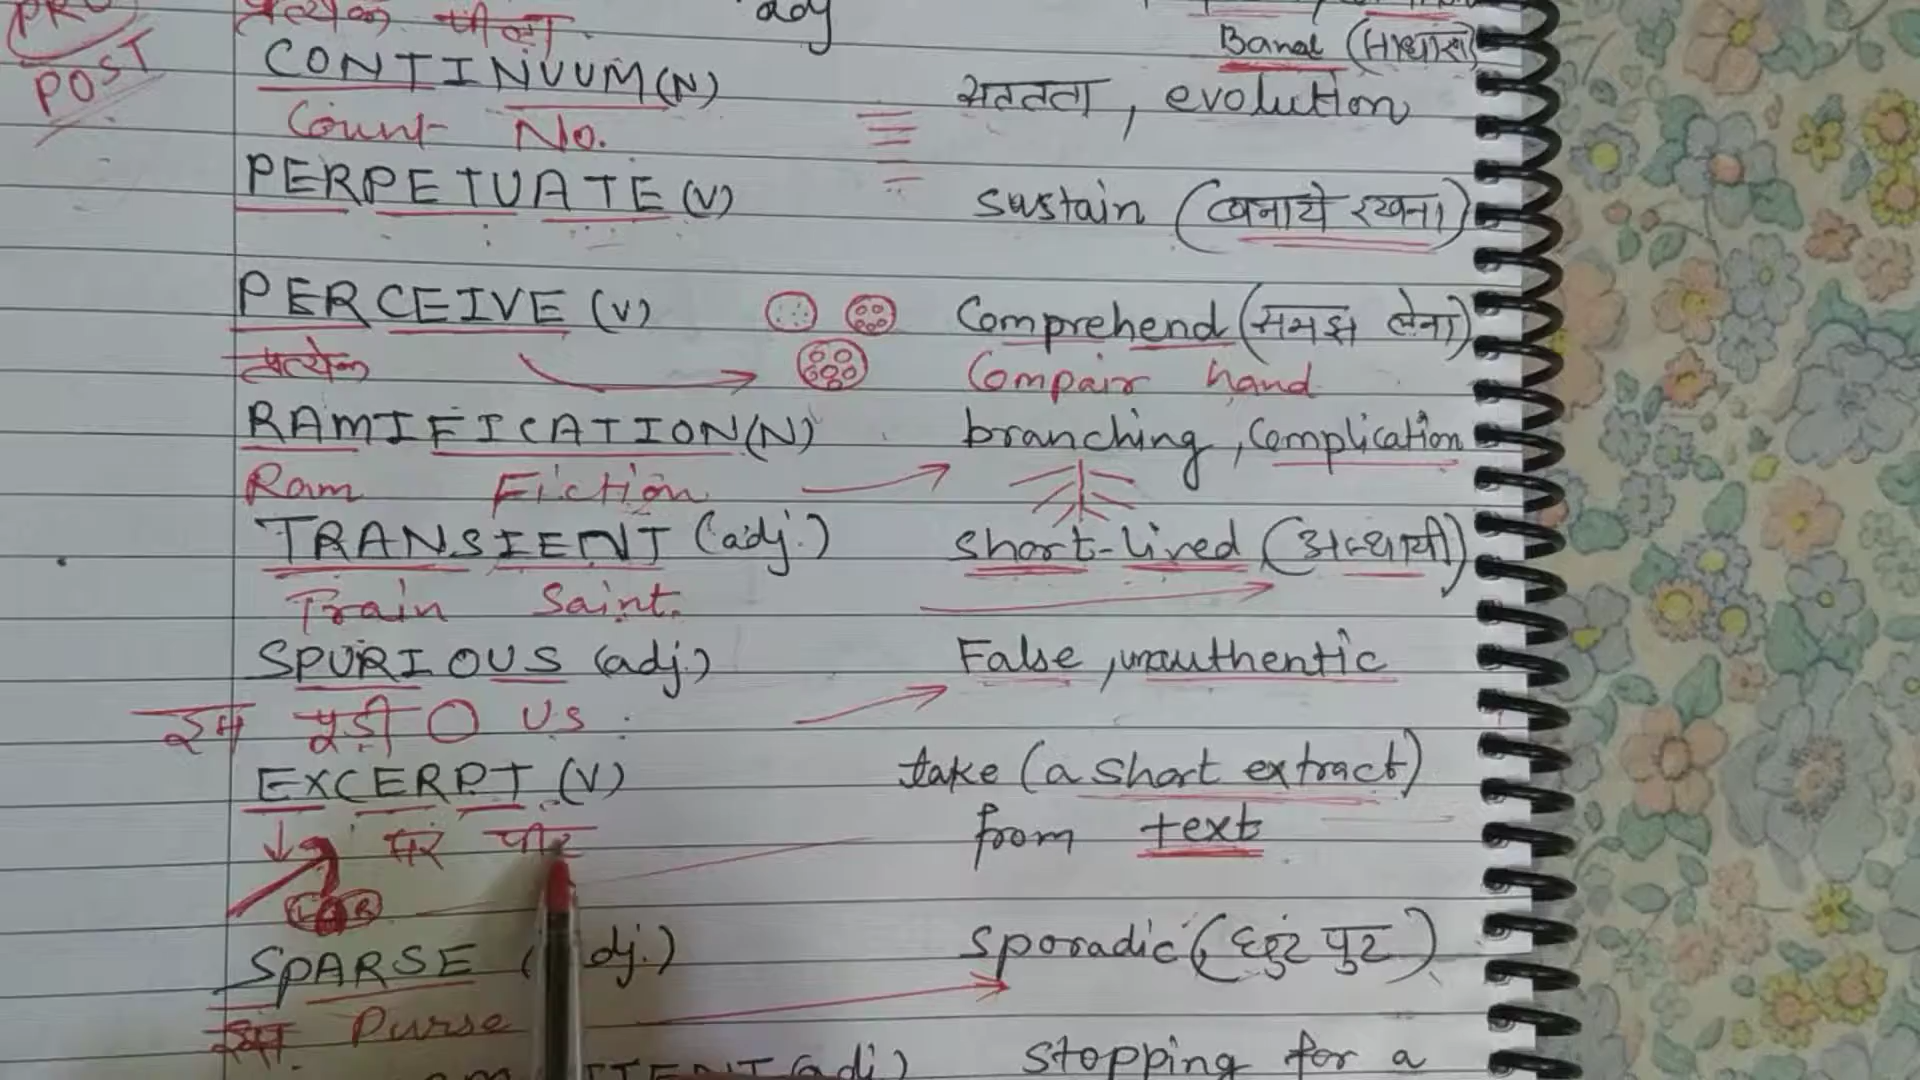 POST
adj
Banal
CONTINUUM(N) सततता, evolution
Count No.
PERPETUATE (V) sustain (बनाये रखना)
PERCEIVE (V) Comprehend (समझ लेना)
प्रत्येक Compair hand
RAMIFICATION(N) branching, Complication
Ram Fiction
TRANSIENT (adj.) short-lived (अस्थायी)
Train Saint.
SPURIOUS (adj.) False, unauthentic
इस पूड़ी US
EXCERPT (V) take (a short extract)
from text
SPARSE sporadic
Purse
stopping for a